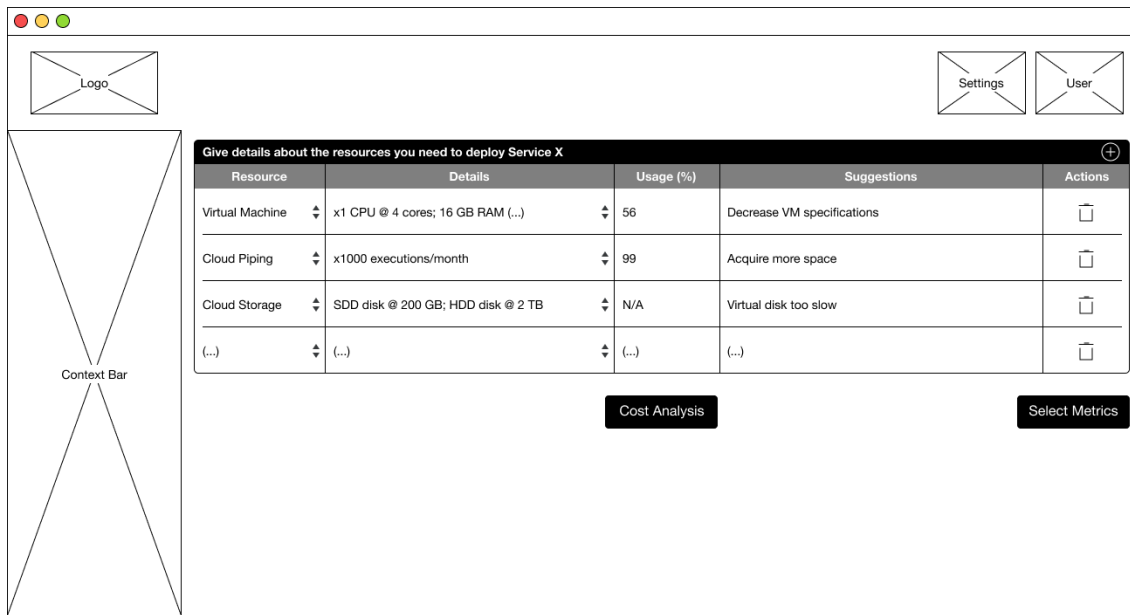 Logo
Settings
User
Context Bar
Give details about the resources you need to deploy Service X
Resource Details Usage (%) Suggestions Actions
Virtual Machine x1 CPU @ 4 cores; 16 GB RAM (...) 56 Decrease VM specifications
Cloud Piping x1000 executions/month 99 Acquire more space
Cloud Storage SDD disk @ 200 GB; HDD disk @ 2 TB N/A Virtual disk too slow
(...) (...) (...) (...)
Cost Analysis
Select Metrics